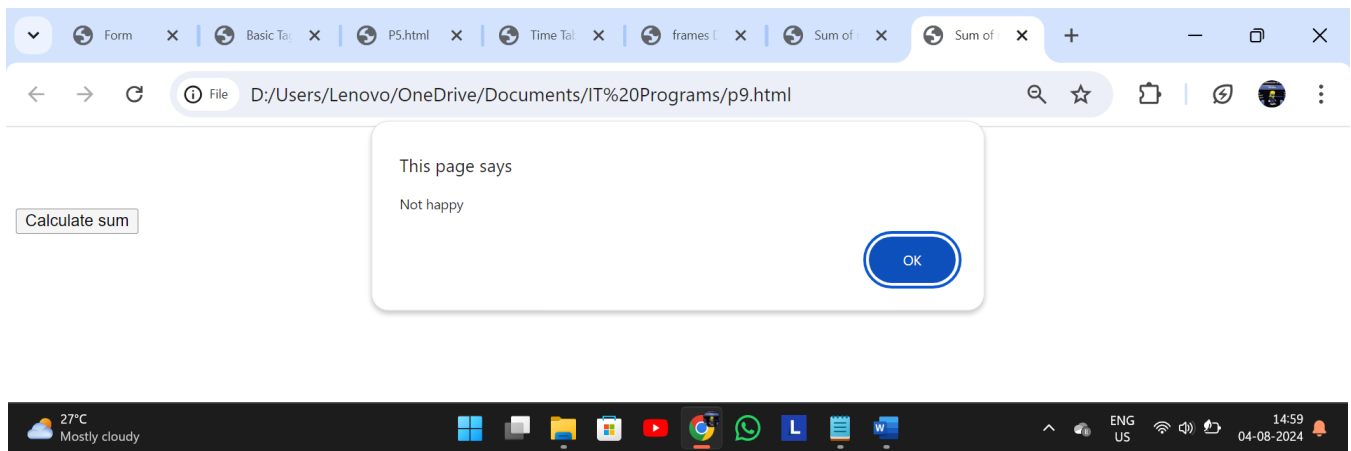 Form
Basic Ta
P5.html
Time Tab
frames
Sum of
Sum of
File D:/Users/Lenovo/OneDrive/Documents/IT%20Programs/p9.html
This page says
Not happy
OK
Calculate sum
27°C
Mostly cloudy
L
W
ENG
US
14:59
04-08-2024